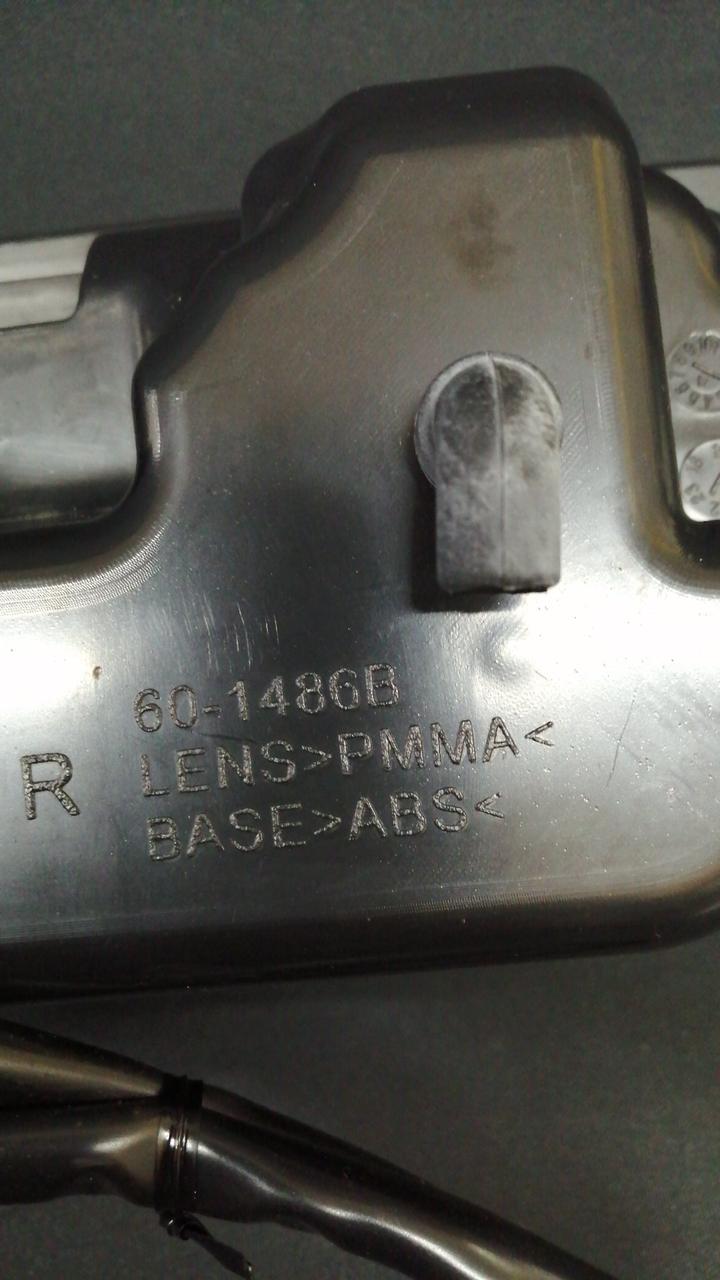 60-1486B
R
LENS>PMMA<
BASE>ABS<